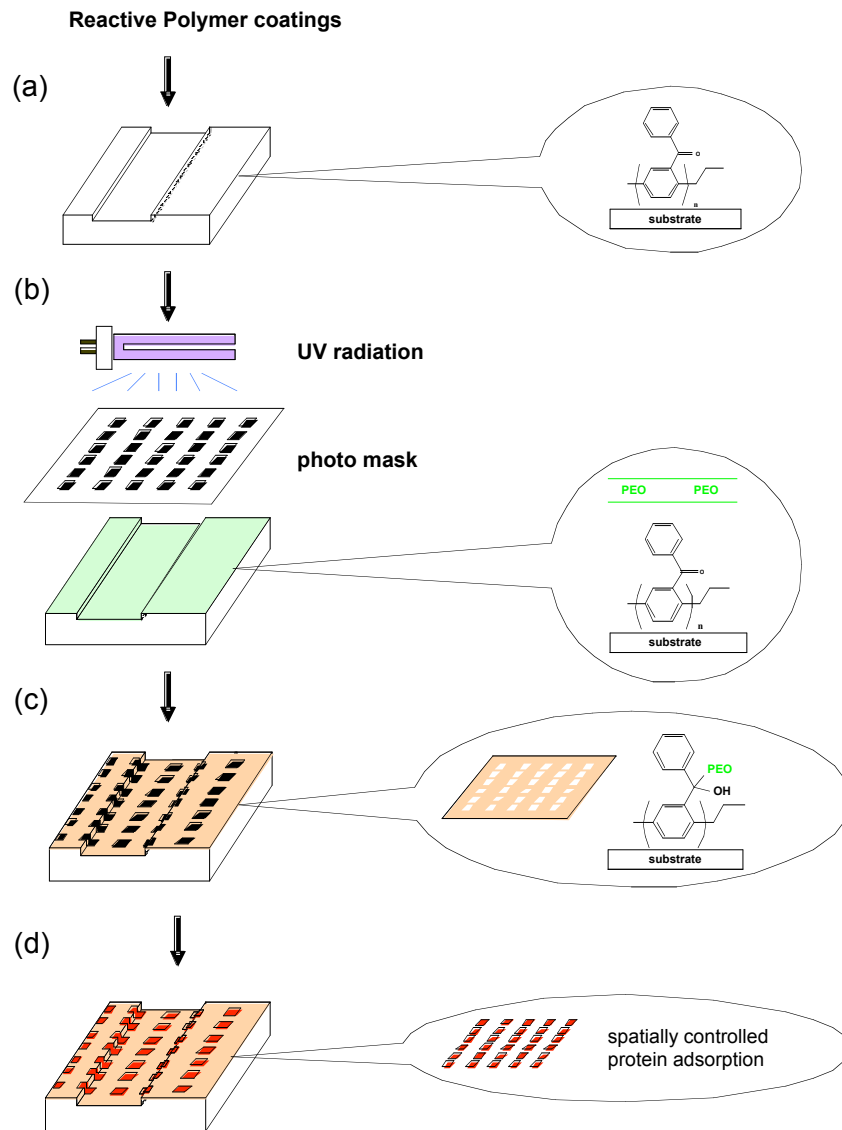 Reactive Polymer coatings
(a)
O
n
substrate
(b)
UV radiation
photo mask
PEO PEO
O
n
substrate
(c)
PEO
OH
substrate
(d)
spatially controlled
protein adsorption